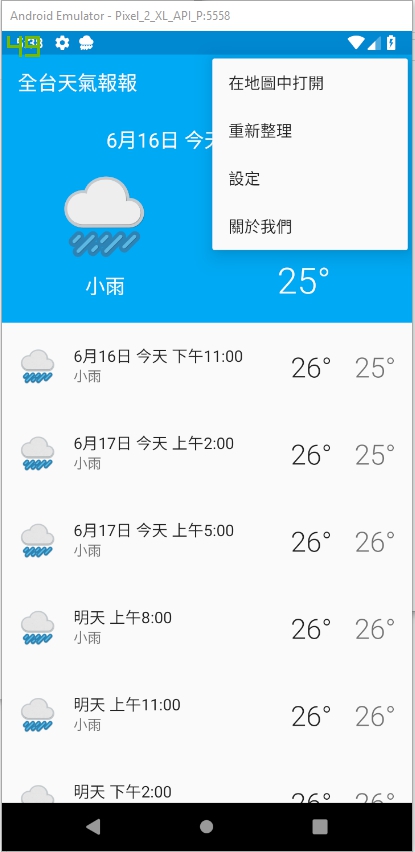 Android Emulator - Pixel_2_XL_API_P:5558
49
全台天氣報報
在地圖中打開
重新整理
設定
關於我們
6月16日 今天
小雨
25°
6月16日 今天 下午11:00
小雨
26° 25°
6月17日 今天 上午2:00
小雨
26° 25°
6月17日 今天 上午5:00
小雨
26° 26°
明天 上午8:00
小雨
26° 26°
明天 上午11:00
小雨
26° 26°
明天 下午2:00
26° 26°